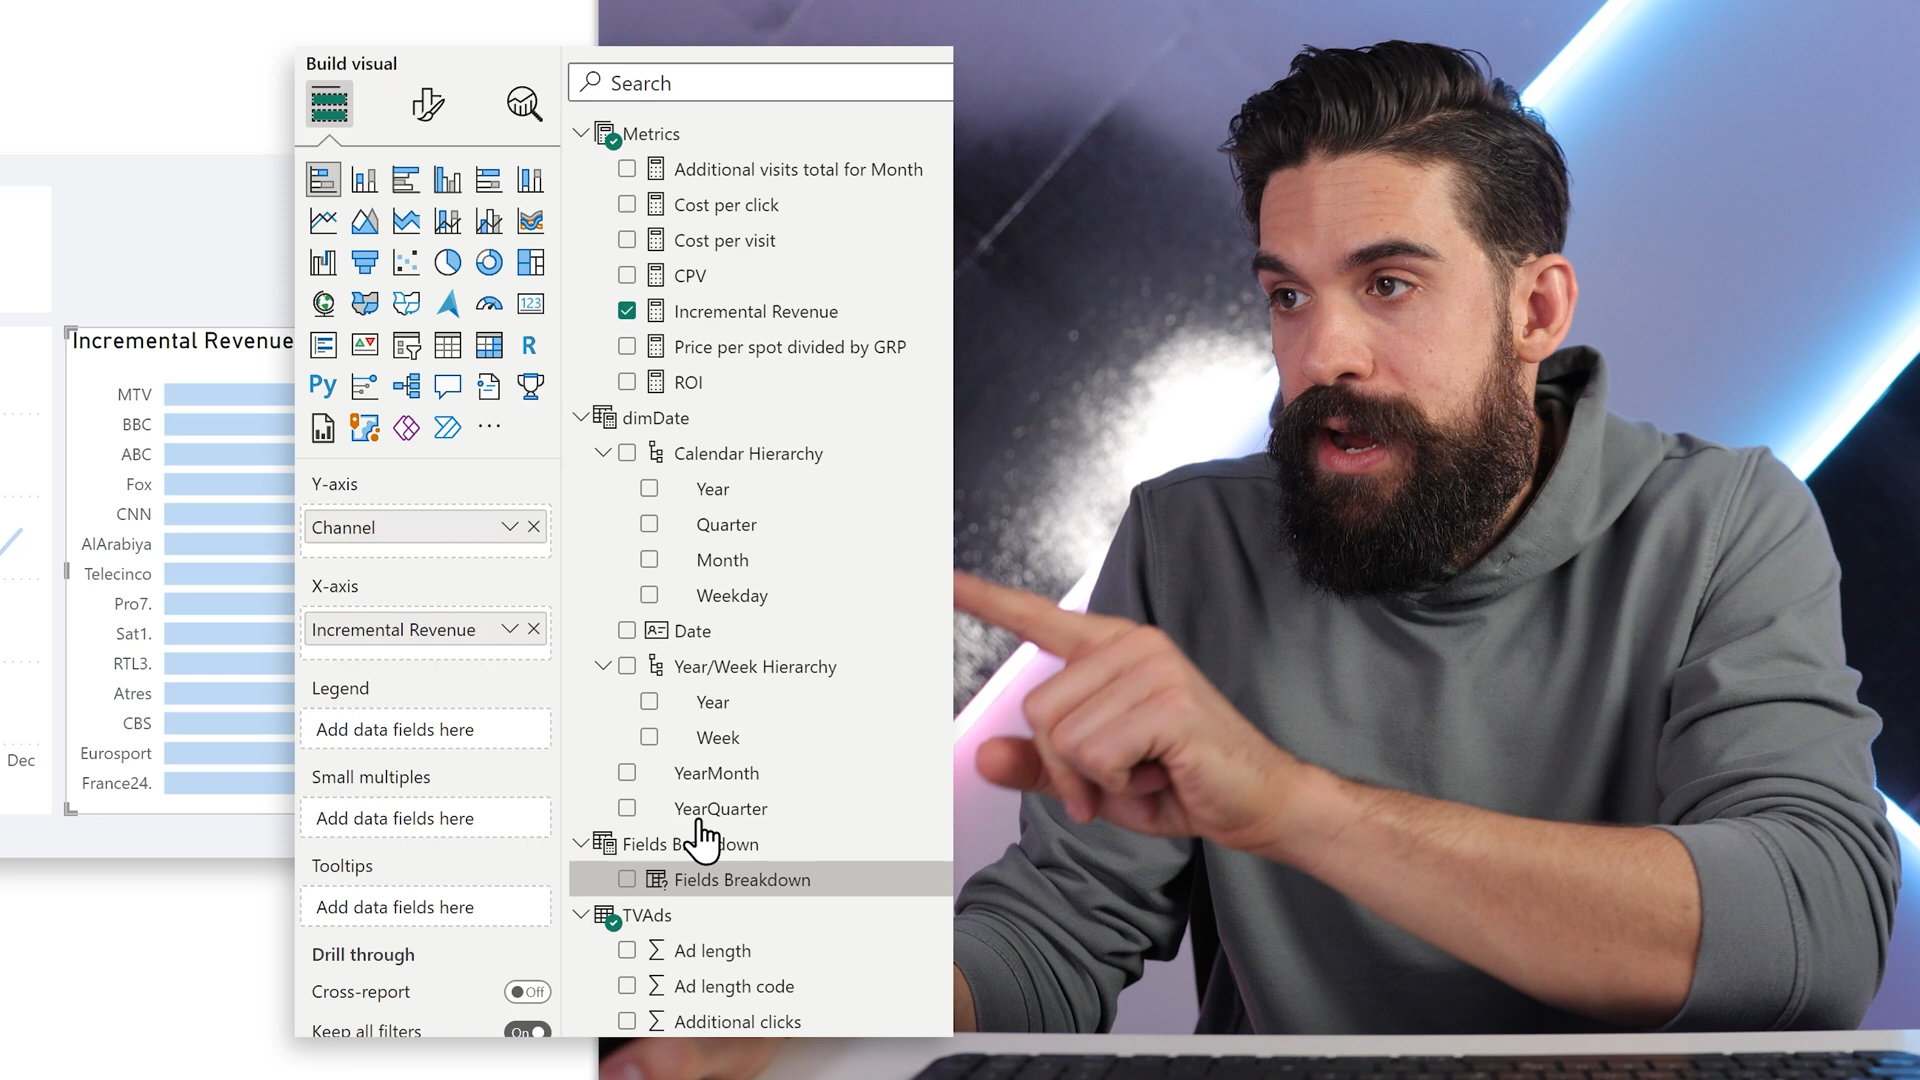 Build visual
Search
Metrics
Additional visits total for Month
Cost per click
Cost per visit
CPV
Incremental Revenue
Price per spot divided by GRP
ROI
dimDate
Calendar Hierarchy
Year
Quarter
Month
Weekday
Date
Year/Week Hierarchy
Year
Week
YearMonth
YearQuarter
Fields B down
Fields Breakdown
TVAds
Ad length
Ad length code
Additional clicks
123
R
Py
Y-axis
Channel
X-axis
Incremental Revenue
Legend
Add data fields here
Small multiples
Add data fields here
Tooltips
Add data fields here
Drill through
Cross-report
Off
Keep all filters
On
Incremental Revenue
MTV
BBC
ABC
Fox
CNN
AlArabiya
Telecinco
Pro7.
Sat1.
RTL3.
Atres
CBS
Eurosport
France24.
Dec